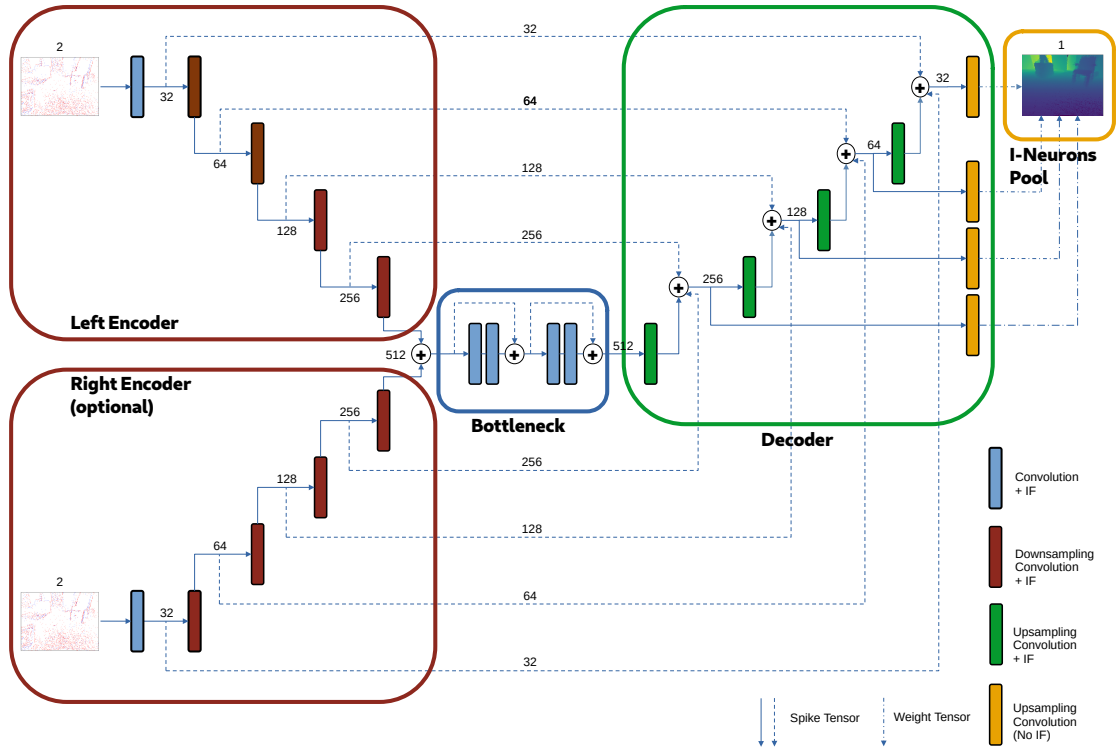 32
2
1
32
32
64
64
64
I-Neurons
Pool
128
128
128
256
256
256
Left Encoder
512
512
Right Encoder
(optional)
256
Bottleneck
Decoder
256
128
Convolution
+ IF
128
64
Downsampling
Convolution
+ IF
2
64
32
Upsampling
Convolution
+ IF
32
Spike Tensor
Weight Tensor
Upsampling
Convolution
(No IF)